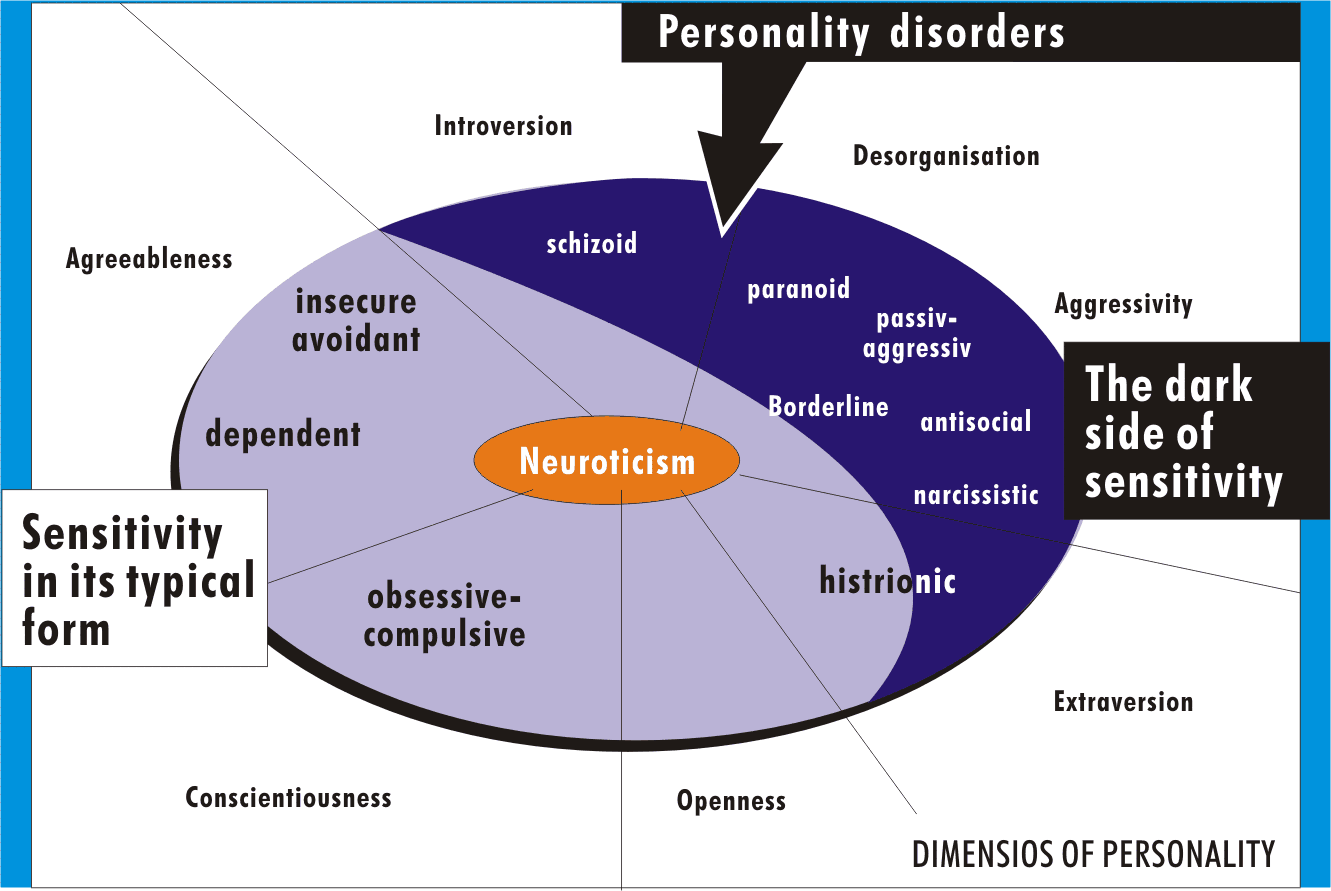 Personality disorders
Introversion
Desorganisation
schizoid
Agreeableness
paranoid
insecure
avoidant
Aggressivity
passiv-
aggressiv
The dark
side of
sensitivity
Borderline
antisocial
dependent
Neuroticism
narcissistic
Sensitivity
in its typical
form
histrionic
obsessive-
compulsive
Extraversion
Conscientiousness
Openness
DIMENSIOS OF PERSONALITY